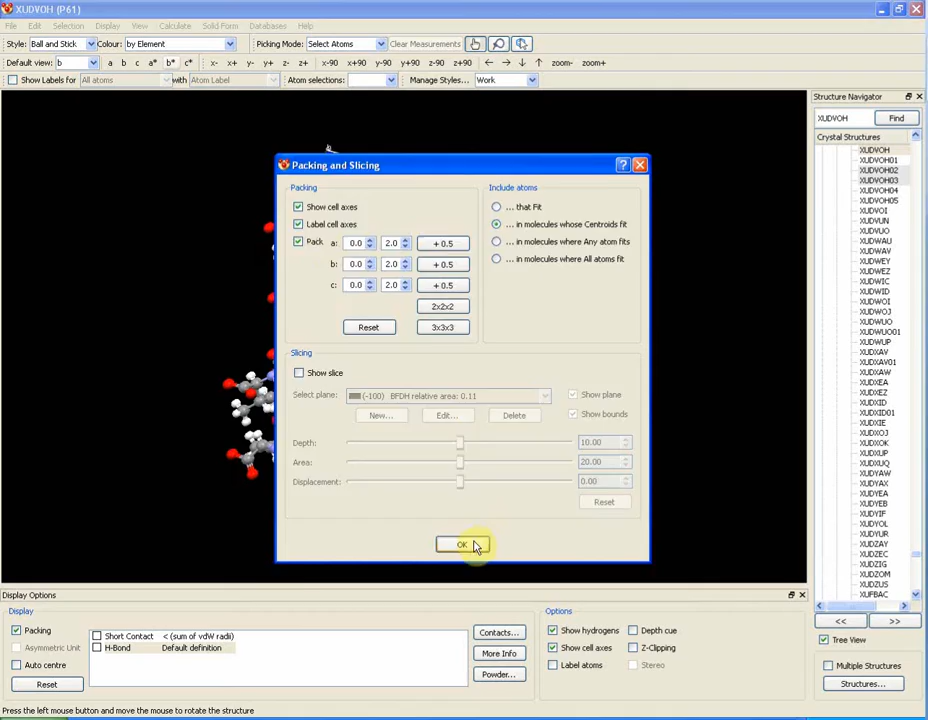 XUDVOH (P61)
File Edit Selection Display View Calculate Solid Form Databases Help
Style: Ball and Stick Colour: by Element Picking Mode: Select Atoms Clear Measurements
Default view: b a b c a* b* c* x- x+ y- y+ z- z+ x-90 x+90 y-90 y+90 z-90 z+90 ← → ↓ ↑ zoom- zoom+
Show Labels for All atoms with Atom Label Atom selections: Manage Styles... Work
Structure Navigator
XUDVOH Find
Crystal Structures
XUDVOH
XUDVOH01
XUDVOH02
XUDVOH03
XUDVOH04
XUDVOH05
XUDVOI
XUDVUN
XUDVUO
XUDWAU
XUDWAV
XUDWEY
XUDWEZ
XUDWIC
XUDWID
XUDWOI
XUDWOJ
XUDWUO
XUDWUO01
XUDWUP
XUDXAV
XUDXAV01
XUDXAW
XUDXEA
XUDXEZ
XUDXID
XUDXID01
XUDXOJ
XUDXOK
XUDXUP
XUDXUQ
XUDYAW
XUDYAX
XUDYEA
XUDYEB
XUDYIF
XUDYOL
XUDYUR
XUDZAY
XUDZEC
XUDZIG
XUDZOM
XUDZUS
XUFBAC
<< >>
Tree View
Multiple Structures
Structures...
Packing and Slicing
Packing
Show cell axes
Label cell axes
Pack a: 0.0 2.0 + 0.5
b: 0.0 2.0 + 0.5
c: 0.0 2.0 + 0.5
2x2x2
Reset 3x3x3
Include atoms
... that Fit
... in molecules whose Centroids fit
... in molecules where Any atom fits
... in molecules where All atoms fit
Slicing
Show slice
Select plane: (-100) BFDH relative area: 0.11 Show plane
New... Edit... Delete Show bounds
Depth: 10.00
Area: 20.00
Displacement: 0.00
Reset
OK
Display Options
Display
Packing
Asymmetric Unit
Auto centre
Reset
Short Contact < (sum of vdW radii)
H-Bond Default definition
Contacts...
More Info
Powder...
Options
Show hydrogens Depth cue
Show cell axes Z-Clipping
Label atoms Stereo
Press the left mouse button and move the mouse to rotate the structure